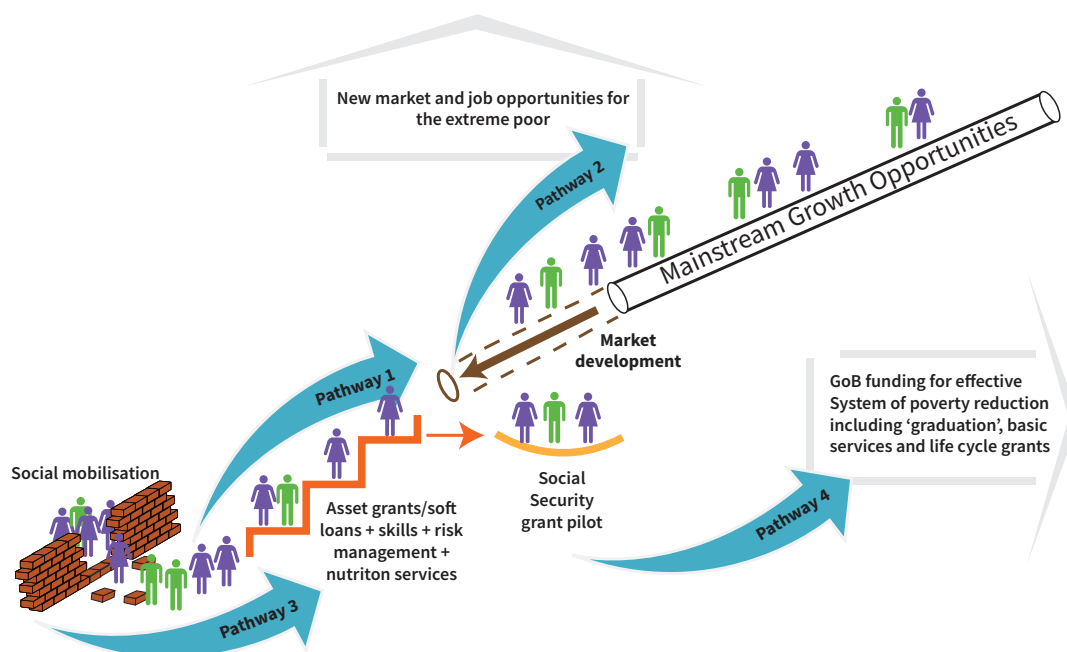 New market and job opportunities for
the extreme poor
Pathway 2
Mainstream Growth Opportunities
Market
development
Pathway 1
GoB funding for effective
System of poverty reduction
including ‘graduation’, basic
services and life cycle grants
Social mobilisation
Asset grants/soft
loans + skills + risk
management +
nutriton services
Social
Security
grant pilot
Pathway 4
Pathway 3